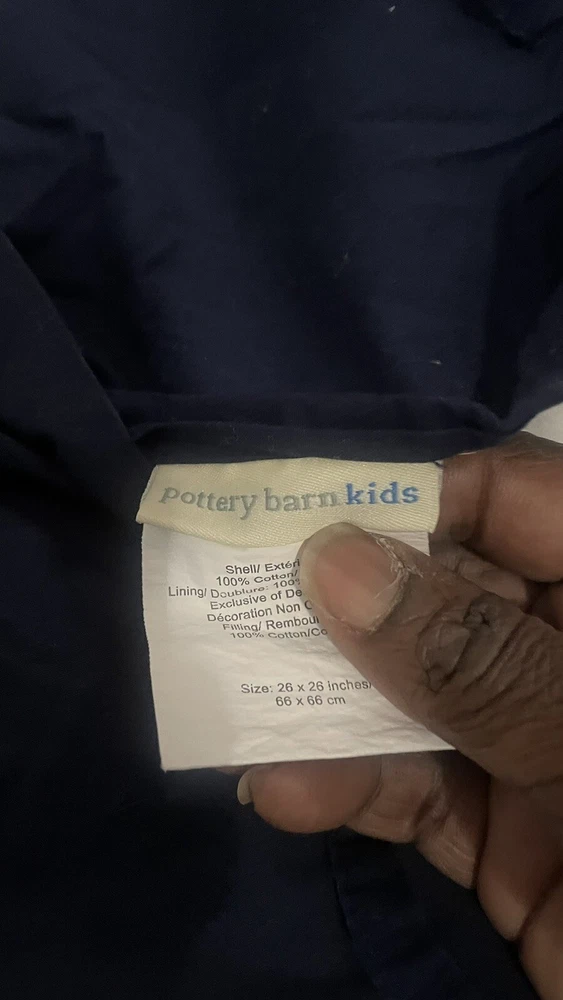 pottery barn kids
Shell/ Extéri
100% Cotton/
Lining/ Doublure: 100%
Exclusive of De
Décoration Non C
Filling/ Rembour
100% Cotton/Co
Size: 26 x 26 inches/
66 x 66 cm